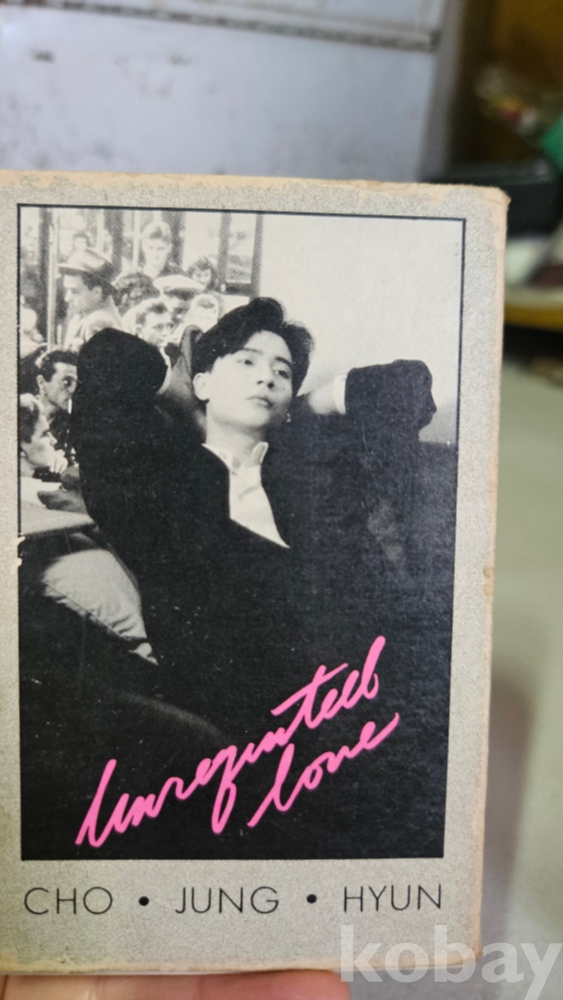 Unrequited
love
CHO • JUNG • HYUN
kobay